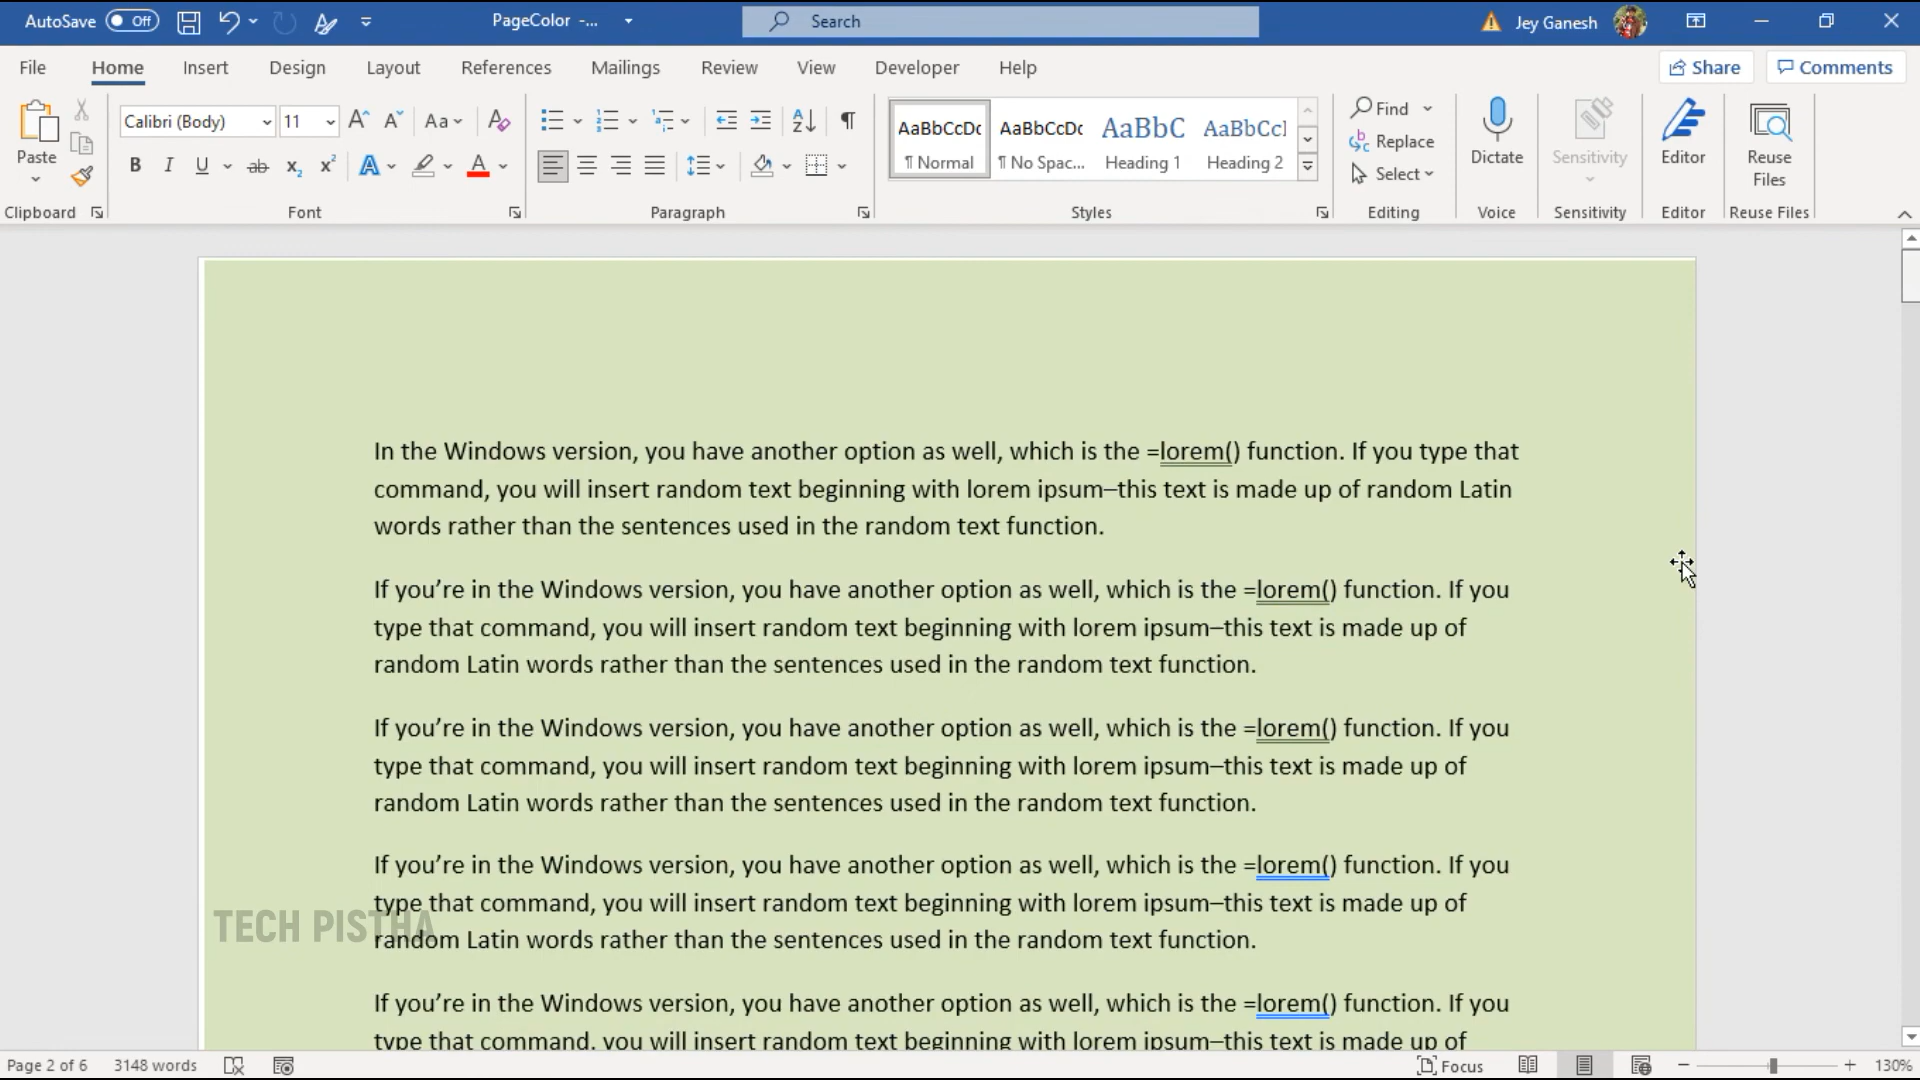 AutoSave Off PageColor -... Search Jey Ganesh
File Home Insert Design Layout References Mailings Review View Developer Help Share Comments
Calibri (Body) 11 Aa
Paste
B I U ab x₂ x² A A
AaBbCcDc AaBbCcDc AaBbC AaBbCcI
¶ Normal ¶ No Spac... Heading 1 Heading 2
Find
Replace
Select
Dictate Sensitivity Editor Reuse
Files
Clipboard Font Paragraph Styles Editing Voice Sensitivity Editor Reuse Files
In the Windows version, you have another option as well, which is the =lorem() function. If you type that
command, you will insert random text beginning with lorem ipsum–this text is made up of random Latin
words rather than the sentences used in the random text function.
If you’re in the Windows version, you have another option as well, which is the =lorem() function. If you
type that command, you will insert random text beginning with lorem ipsum–this text is made up of
random Latin words rather than the sentences used in the random text function.
If you’re in the Windows version, you have another option as well, which is the =lorem() function. If you
type that command, you will insert random text beginning with lorem ipsum–this text is made up of
random Latin words rather than the sentences used in the random text function.
If you’re in the Windows version, you have another option as well, which is the =lorem() function. If you
type that command, you will insert random text beginning with lorem ipsum–this text is made up of
random Latin words rather than the sentences used in the random text function.
TECH PISTHA
If you’re in the Windows version, you have another option as well, which is the =lorem() function. If you
type that command, you will insert random text beginning with lorem ipsum–this text is made up of
Page 2 of 6 3148 words Focus 130%